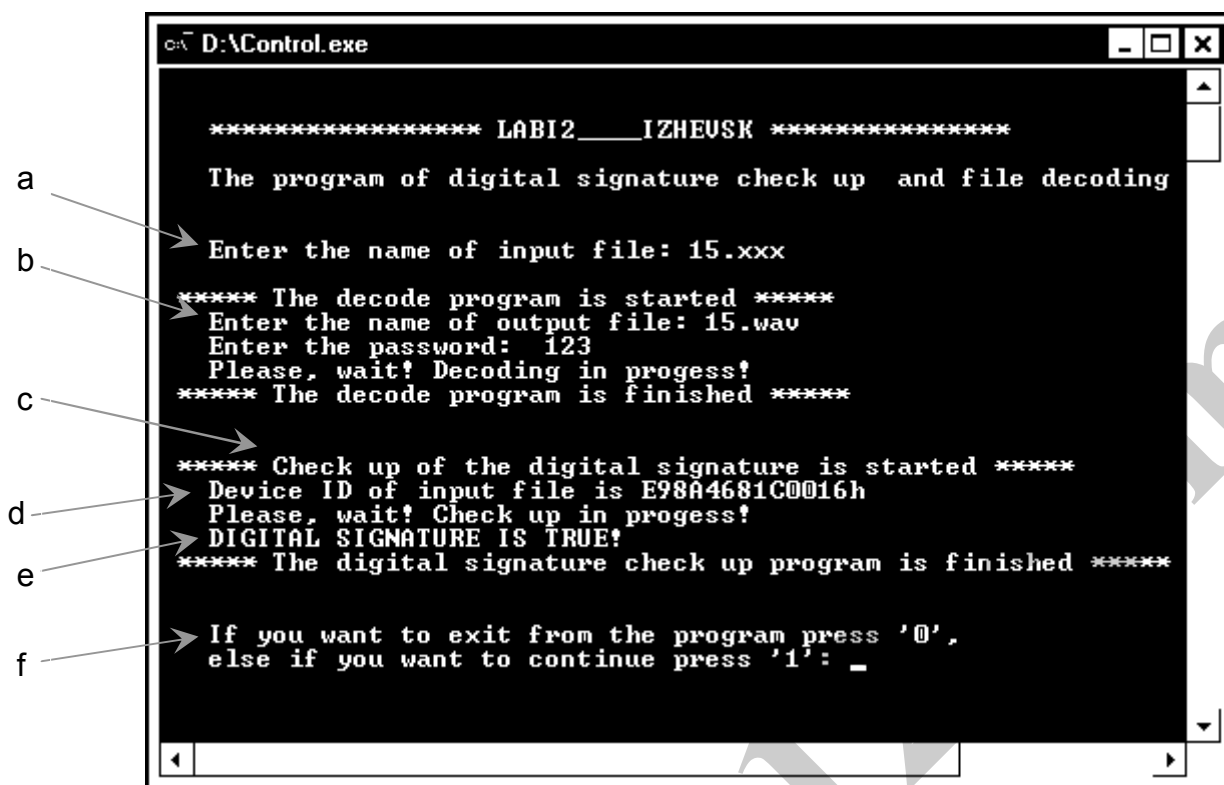 D:\Control.exe
***************** LABI2____IZHEVSK ***************
The program of digital signature check up  and file decoding
a
Enter the name of input file: 15.xxx
b
***** The decode program is started *****
Enter the name of output file: 15.wav
Enter the password:  123
Please, wait! Decoding in progess!
c
***** The decode program is finished *****
***** Check up of the digital signature is started *****
d
Device ID of input file is E98A4681C0016h
Please, wait! Check up in progess!
e
DIGITAL SIGNATURE IS TRUE!
***** The digital signature check up program is finished *****
f
If you want to exit from the program press '0',
else if you want to continue press '1': _